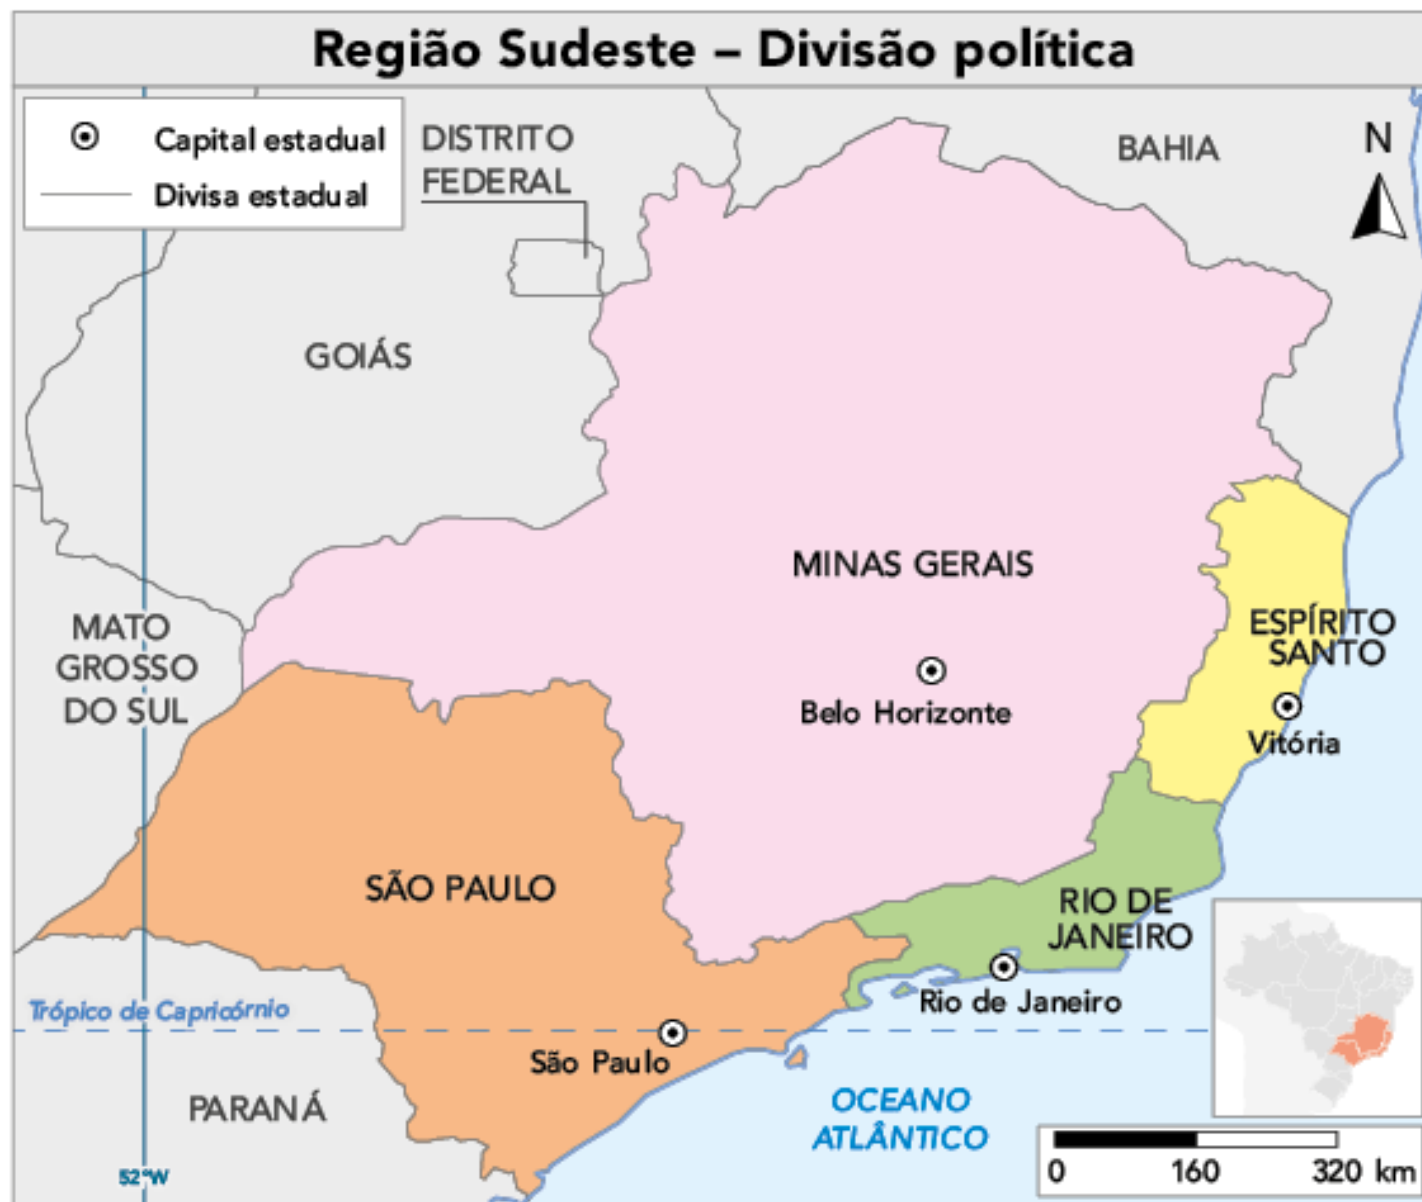 Região Sudeste – Divisão política
Capital estadual
Divisa estadual
DISTRITO
FEDERAL
BAHIA
N
GOIÁS
MINAS GERAIS
MATO
GROSSO
DO SUL
ESPÍRITO
SANTO
Belo Horizonte
Vitória
SÃO PAULO
RIO DE
JANEIRO
Trópico de Capricórnio
Rio de Janeiro
São Paulo
PARANÁ
OCEANO
ATLÂNTICO
52°W
0 160 320 km